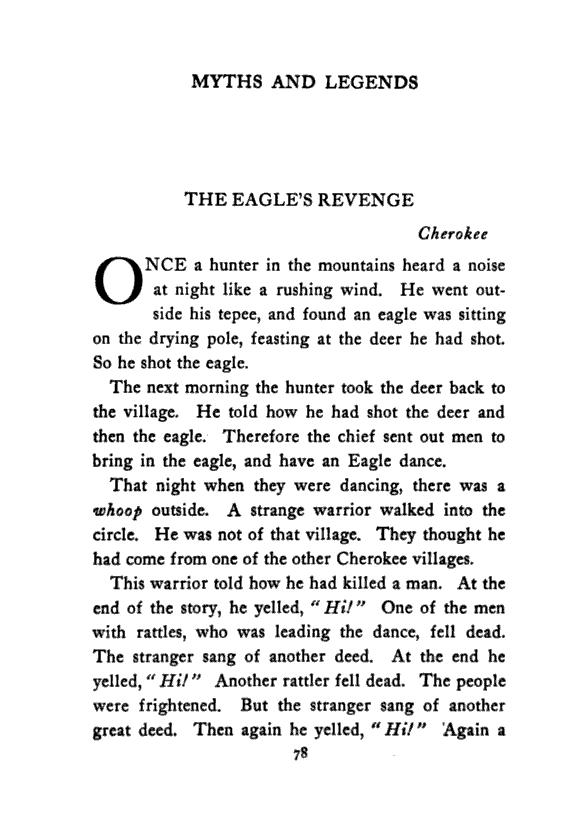 MYTHS AND LEGENDS
THE EAGLE'S REVENGE
Cherokee
ONCE a hunter in the mountains heard a noise
at night like a rushing wind. He went out-
side his tepee, and found an eagle was sitting
on the drying pole, feasting at the deer he had shot.
So he shot the eagle.
The next morning the hunter took the deer back to
the village. He told how he had shot the deer and
then the eagle. Therefore the chief sent out men to
bring in the eagle, and have an Eagle dance.
That night when they were dancing, there was a
whoop outside. A strange warrior walked into the
circle. He was not of that village. They thought he
had come from one of the other Cherokee villages.
This warrior told how he had killed a man. At the
end of the story, he yelled, "Hi!" One of the men
with rattles, who was leading the dance, fell dead.
The stranger sang of another deed. At the end he
yelled, "Hi!" Another rattler fell dead. The people
were frightened. But the stranger sang of another
great deed. Then again he yelled, "Hi!" Again a
78